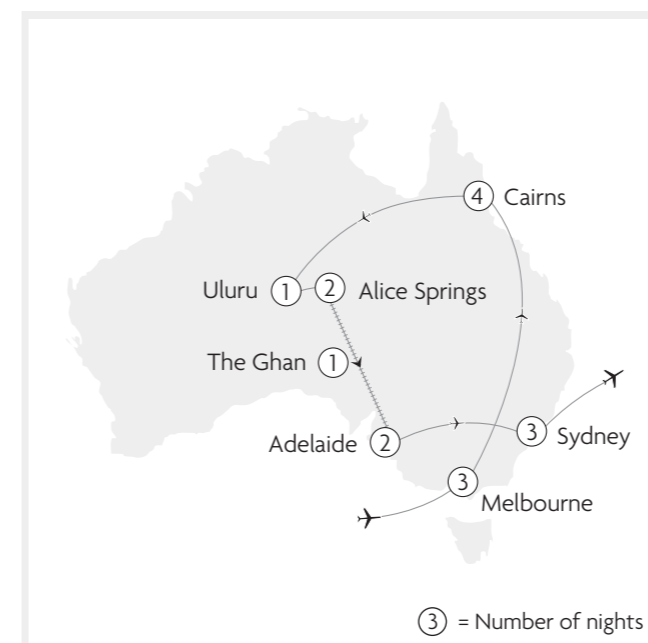 4 Cairns
Uluru 1
2 Alice Springs
The Ghan 1
Adelaide 2
3 Sydney
3
Melbourne
3 = Number of nights